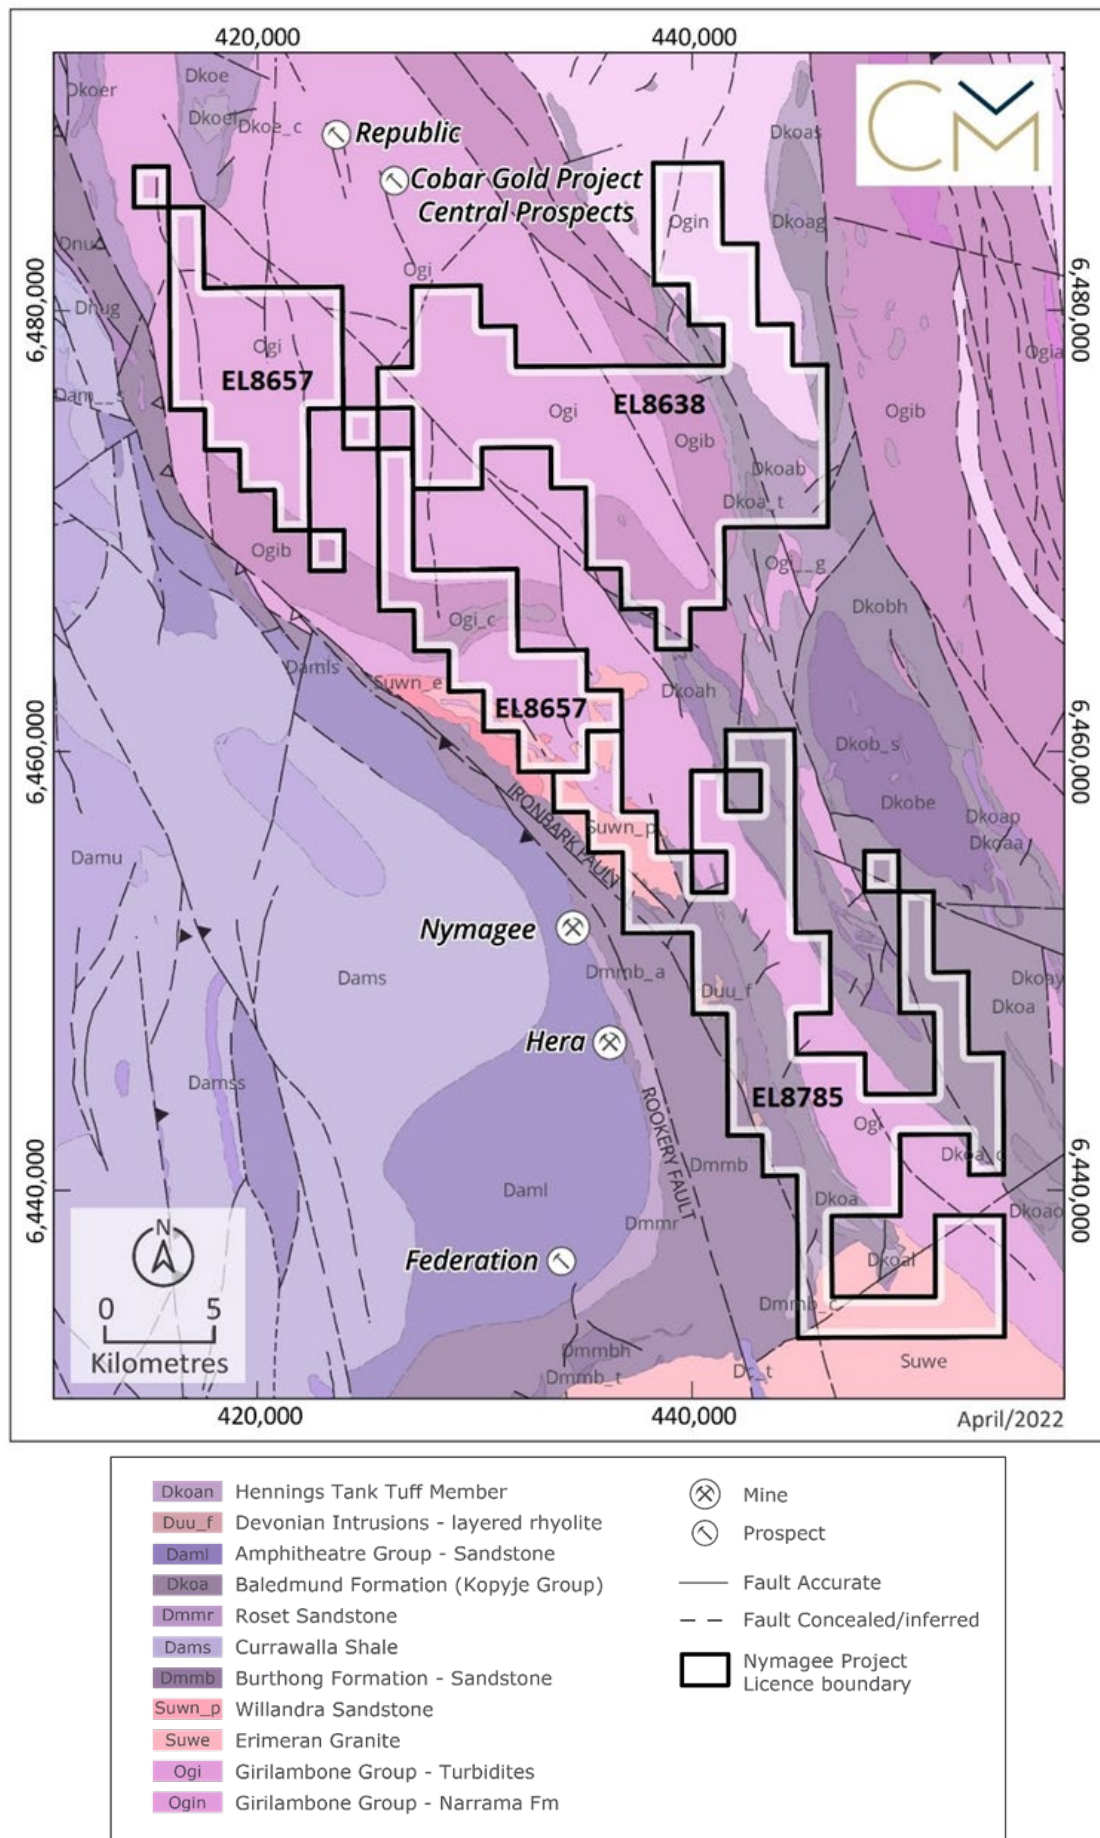 420,000
440,000
CM
Dkoer
Dkoe
Dkoe_c
Republic
Dkoas
Cobar Gold Project
Central Prospects
Ogin
Dkoag
Ogi
Dnug
6,480,000
6,480,000
Ogi
Ogia
EL8657
Dam__s
Ogi
EL8638
Ogib
Ogib
Dkoab
Dkoa_t
Ogib
Ogi__g
Dkobh
Ogi_c
Damls
Suwn_e
Dkoah
EL8657
6,460,000
6,460,000
Dkob_s
IRONBARK FAULT
Dkobe
Dkoap
Suwn_p
Dkoaa
Damu
Nymagee
Dams
Dmmb_a
Duu_f
Dkoay
Dkoa
Hera
Damss
ROOKERY FAULT
EL8785
Ogi
6,440,000
6,440,000
Dmmb
Daml
Dkoa
Dkoao
Dmmr
N
Federation
Dkoal
0 5
Kilometres
Dmmb_c
Dmmbh
Dmmb_t
Suwe
420,000
440,000
April/2022
Dkoan Hennings Tank Tuff Member
Duu_f Devonian Intrusions - layered rhyolite
Daml Amphitheatre Group - Sandstone
Dkoa Baledmund Formation (Kopyje Group)
Dmmr Roset Sandstone
Dams Currawalla Shale
Dmmb Burthong Formation - Sandstone
Suwn_p Willandra Sandstone
Suwe Erimeran Granite
Ogi Girilambone Group - Turbidites
Ogin Girilambone Group - Narrama Fm
Mine
Prospect
Fault Accurate
Fault Concealed/inferred
Nymagee Project
Licence boundary